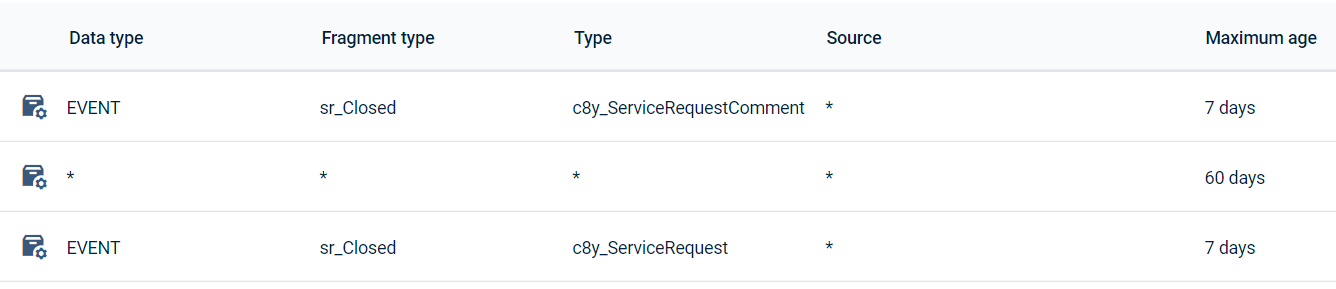 Data type Fragment type Type Source Maximum age
EVENT sr_Closed c8y_ServiceRequestComment * 7 days
* * * * 60 days
EVENT sr_Closed c8y_ServiceRequest * 7 days